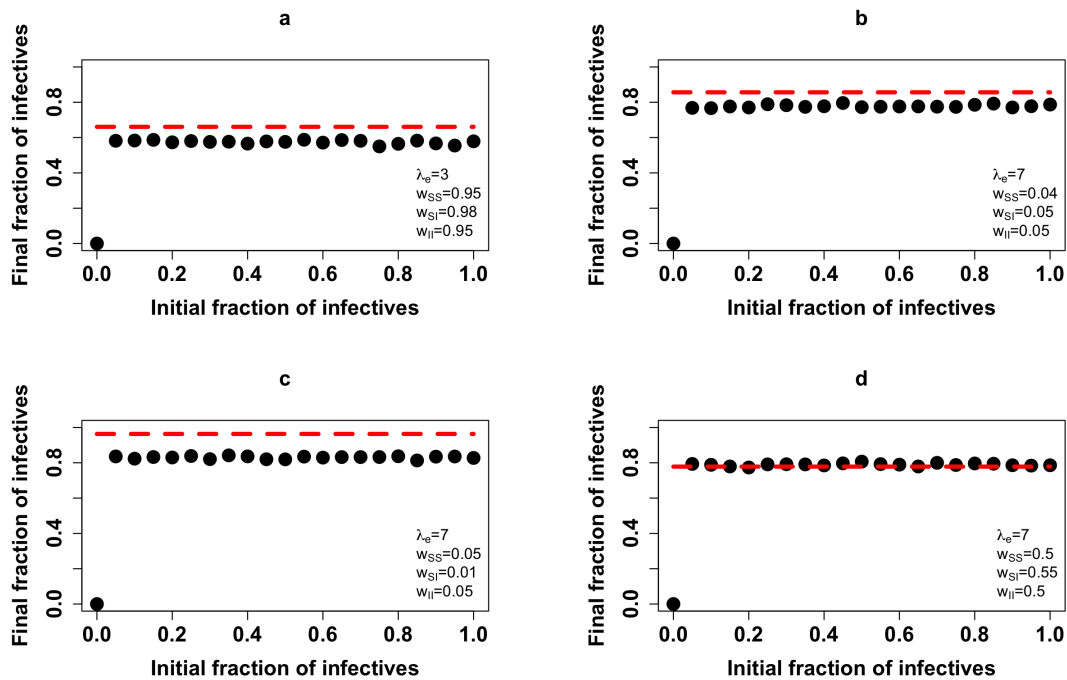 a
Final fraction of infectives
0.0 0.4 0.8
λe=3
wSS=0.95
wSI=0.98
wII=0.95
0.0 0.2 0.4 0.6 0.8 1.0
Initial fraction of infectives
b
Final fraction of infectives
0.0 0.4 0.8
λe=7
wSS=0.04
wSI=0.05
wII=0.05
0.0 0.2 0.4 0.6 0.8 1.0
Initial fraction of infectives
c
Final fraction of infectives
0.0 0.4 0.8
λe=7
wSS=0.05
wSI=0.01
wII=0.05
0.0 0.2 0.4 0.6 0.8 1.0
Initial fraction of infectives
d
Final fraction of infectives
0.0 0.4 0.8
λe=7
wSS=0.5
wSI=0.55
wII=0.5
0.0 0.2 0.4 0.6 0.8 1.0
Initial fraction of infectives